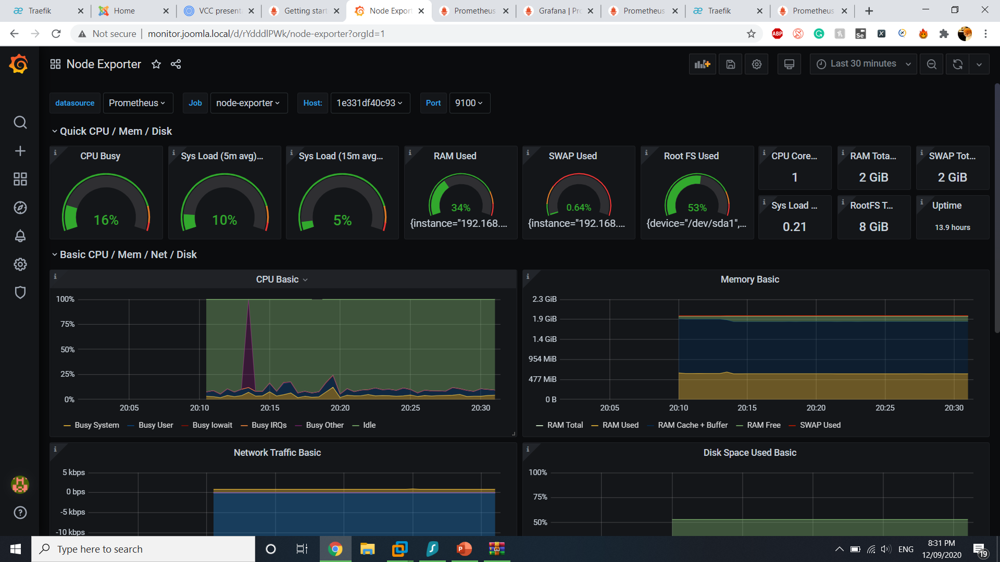 Traefik
Home
VCC present
Getting start
Node Export
Prometheus
Grafana | Pro
Prometheus
Traefik
Prometheus
Not secure
monitor.joomla.local/d/rYdddlPWk/node-exporter?orgId=1
ABP
Se
Node Exporter
Last 30 minutes
datasource Prometheus
Job node-exporter
Host: 1e331df40c93
Port 9100
Quick CPU / Mem / Disk
CPU Busy
16%
Sys Load (5m avg)...
10%
Sys Load (15m avg...
5%
RAM Used
34%
{instance="192.168....
SWAP Used
0.64%
{instance="192.168....
Root FS Used
53%
{device="/dev/sda1",...
CPU Core...
1
RAM Tota...
2 GiB
SWAP Tot...
2 GiB
Sys Load ...
0.21
RootFS T...
8 GiB
Uptime
13.9 hours
Basic CPU / Mem / Net / Disk
CPU Basic
100%
75%
50%
25%
0%
20:05 20:10 20:15 20:20 20:25 20:30
Busy System Busy User Busy Iowait Busy IRQs Busy Other Idle
Memory Basic
2.3 GiB
1.9 GiB
1.4 GiB
954 MiB
477 MiB
0 B
20:05 20:10 20:15 20:20 20:25 20:30
RAM Total RAM Used RAM Cache + Buffer RAM Free SWAP Used
Network Traffic Basic
5 kbps
0 bps
-5 kbps
-10 kbps
Disk Space Used Basic
100%
75%
50%
Type here to search
ENG
8:31 PM
12/09/2020
19